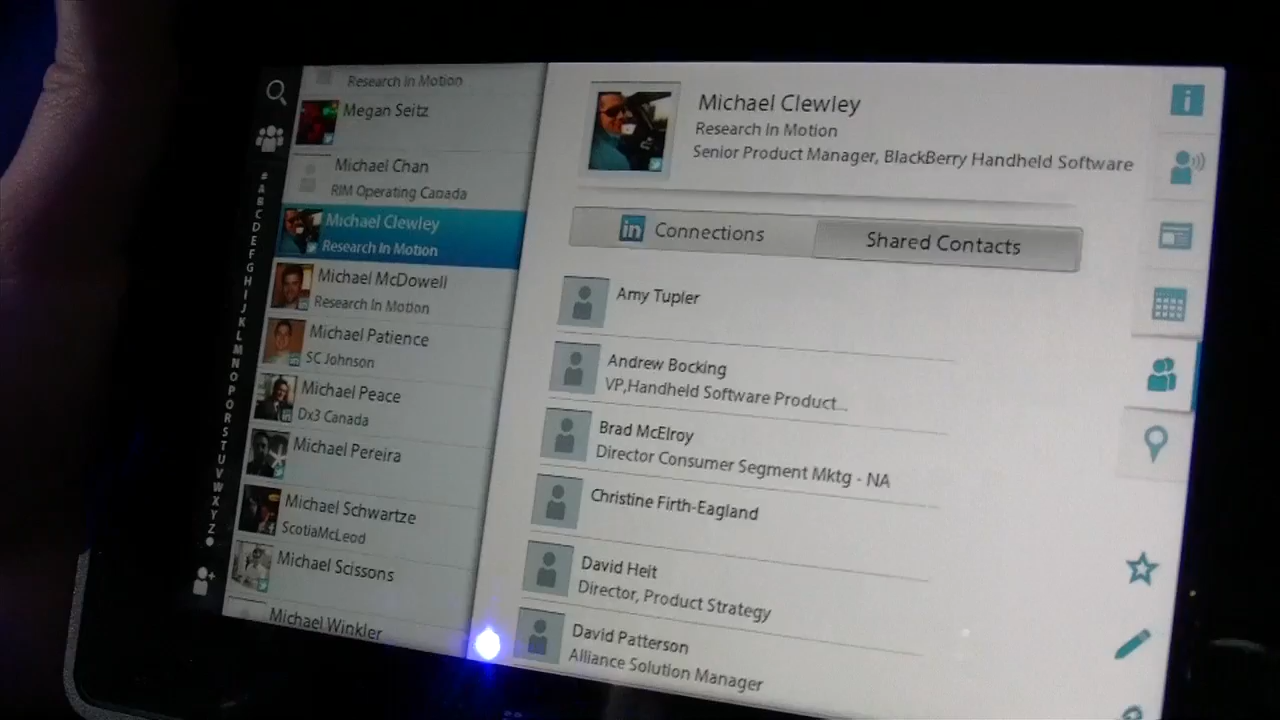 Research In Motion
Megan Seitz
Michael Chan
RIM Operating Canada
Michael Clewley
Research In Motion
Michael McDowell
Research In Motion
Michael Patience
SC Johnson
Michael Peace
Dx3 Canada
Michael Pereira
Michael Schwartze
ScotiaMcLeod
Michael Scissons
Michael Winkler
#
A
B
C
D
E
F
G
H
I
J
K
L
M
N
O
P
Q
R
S
T
U
V
W
X
Y
Z
Michael Clewley
Research In Motion
Senior Product Manager, BlackBerry Handheld Software
in Connections
Shared Contacts
Amy Tupler
Andrew Bocking
VP,Handheld Software Product...
Brad McElroy
Director Consumer Segment Mktg - NA
Christine Firth-Eagland
David Heit
Director, Product Strategy
David Patterson
Alliance Solution Manager